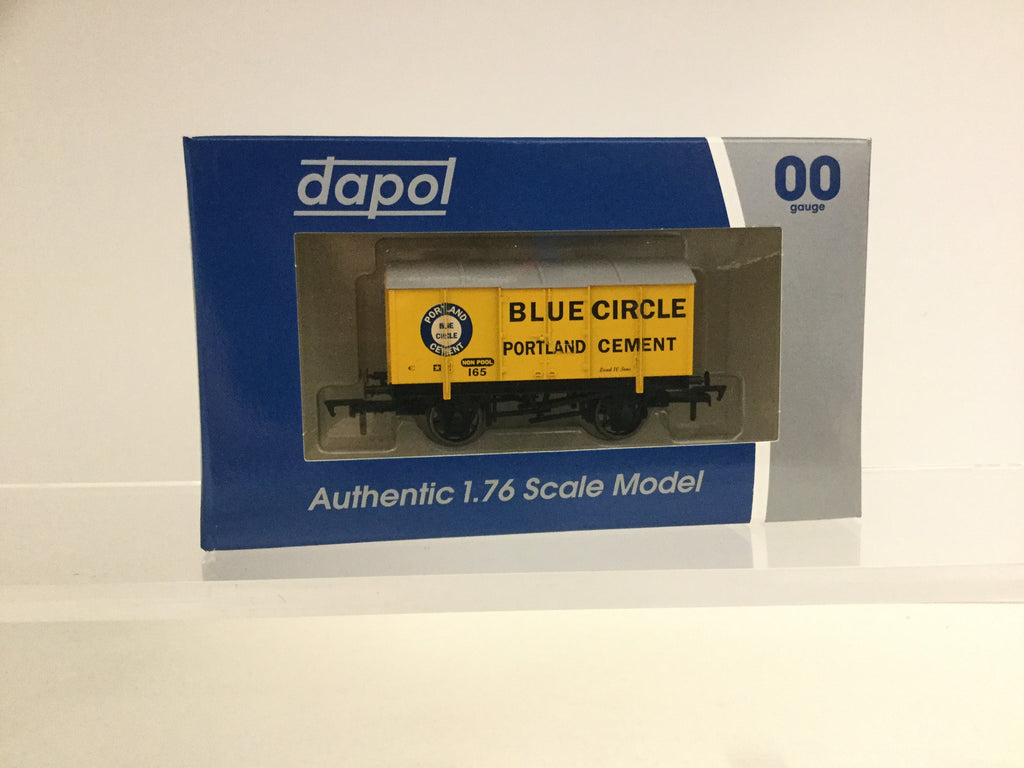 dapol
00
gauge
BLUE CIRCLE
PORTLAND CEMENT
PORTLAND
BLUE
CIRCLE
CEMENT
NON POOL
165
Authentic 1.76 Scale Model